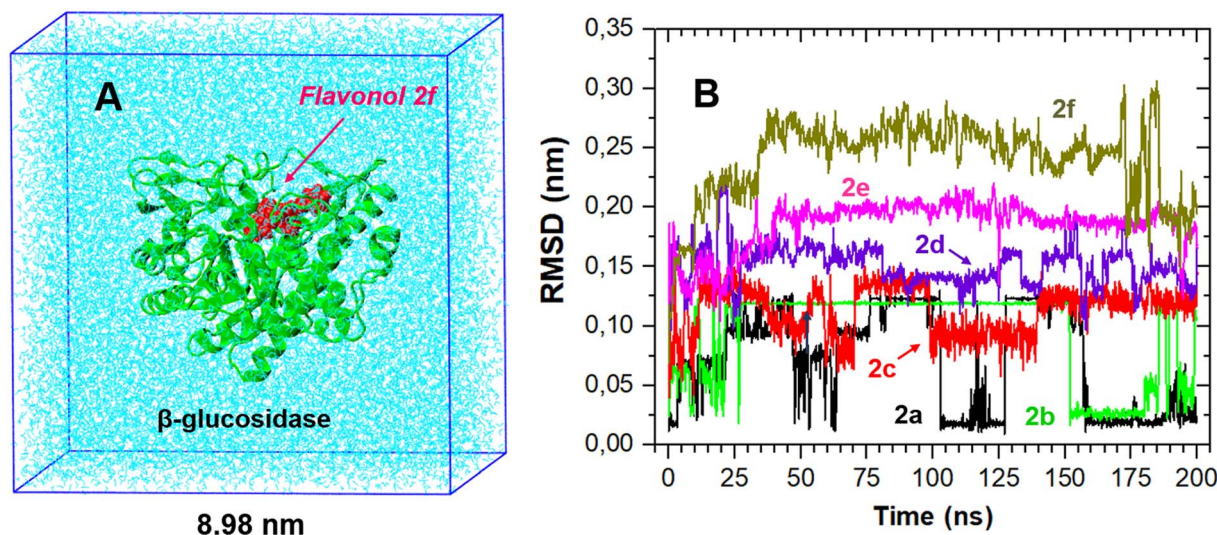 A
Flavonol 2f
β-glucosidase
8.98 nm
B
RMSD (nm)
0,35
0,30
0,25
0,20
0,15
0,10
0,05
0,00
2f
2e
2d
2c
2a
2b
0 25 50 75 100 125 150 175 200
Time (ns)